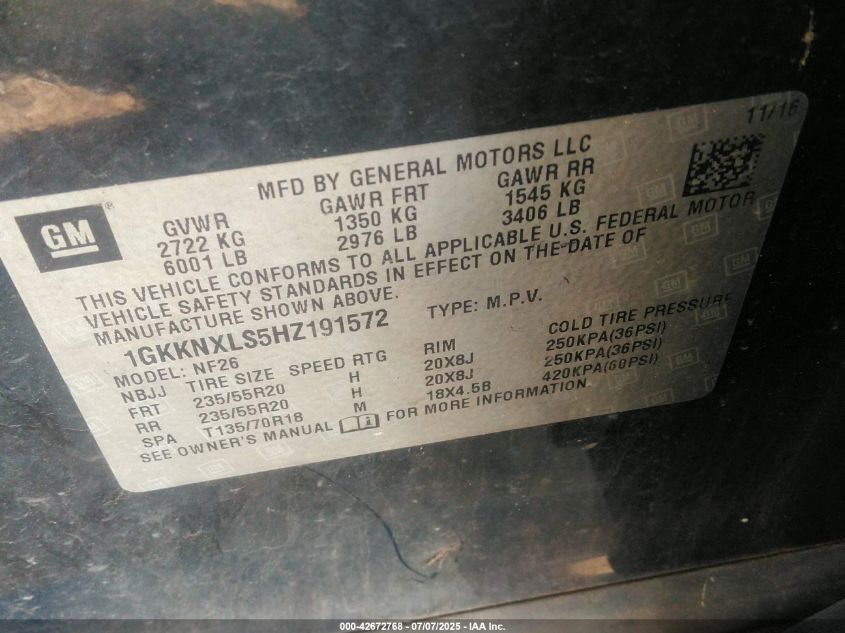 11/16
MFD BY GENERAL MOTORS LLC
GM®
GVWR GAWR FRT GAWR RR
2722 KG 1350 KG 1545 KG
6001 LB 2976 LB 3406 LB
THIS VEHICLE CONFORMS TO ALL APPLICABLE U.S. FEDERAL MOTOR
VEHICLE SAFETY STANDARDS IN EFFECT ON THE DATE OF
MANUFACTURE SHOWN ABOVE.
1GKKNXLS5HZ191572 TYPE: M.P.V.
MODEL: NF26
NBJJ TIRE SIZE SPEED RTG RIM COLD TIRE PRESSURE
FRT 235/55R20 H 20X8J 250KPA(36PSI)
RR 235/55R20 H 20X8J 250KPA(36PSI)
SPA T135/70R18 M 18X4.5B 420KPA(60PSI)
SEE OWNER'S MANUAL FOR MORE INFORMATION
000-42672768 - 07/07/2025 - IAA Inc.